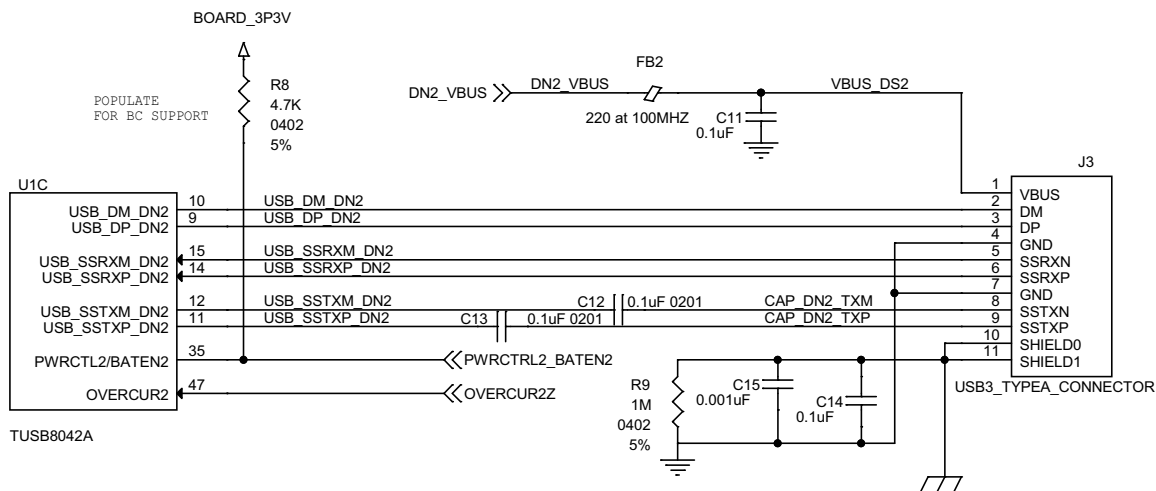 BOARD_3P3V
R8
4.7K
0402
5%
POPULATE
FOR BC SUPPORT
FB2
DN2_VBUS
DN2_VBUS
VBUS_DS2
220 at 100MHZ
C11
0.1uF
U1C
J3
USB_DM_DN2
10
USB_DM_DN2
USB_DP_DN2
9
USB_DP_DN2
USB_SSRXM_DN2
15
USB_SSRXM_DN2
USB_SSRXP_DN2
14
USB_SSRXP_DN2
USB_SSTXM_DN2
12
USB_SSTXM_DN2
C12
0.1uF 0201
CAP_DN2_TXM
USB_SSTXP_DN2
11
USB_SSTXP_DN2
C13
0.1uF 0201
CAP_DN2_TXP
PWRCTL2/BATEN2
35
PWRCTRL2_BATEN2
OVERCUR2
47
OVERCUR2Z
TUSB8042A
1
VBUS
2
DM
3
DP
4
GND
5
SSRXN
6
SSRXP
7
GND
8
SSTXN
9
SSTXP
10
SHIELD0
11
SHIELD1
USB3_TYPEA_CONNECTOR
R9
1M
0402
5%
C15
0.001uF
C14
0.1uF